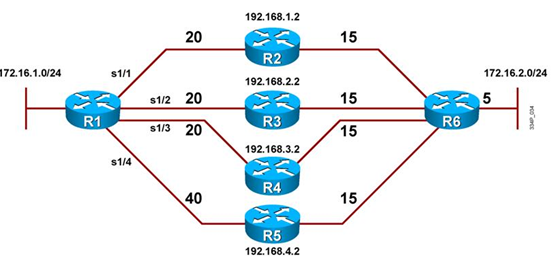 192.168.1.2
20
15
R2
172.16.1.0/24
s1/1
192.168.2.2
172.16.2.0/24
R1
s1/2
20
R3
15
R6
5
s1/3
20
192.168.3.2
15
R4
s1/4
40
15
R5
192.168.4.2
334P_034